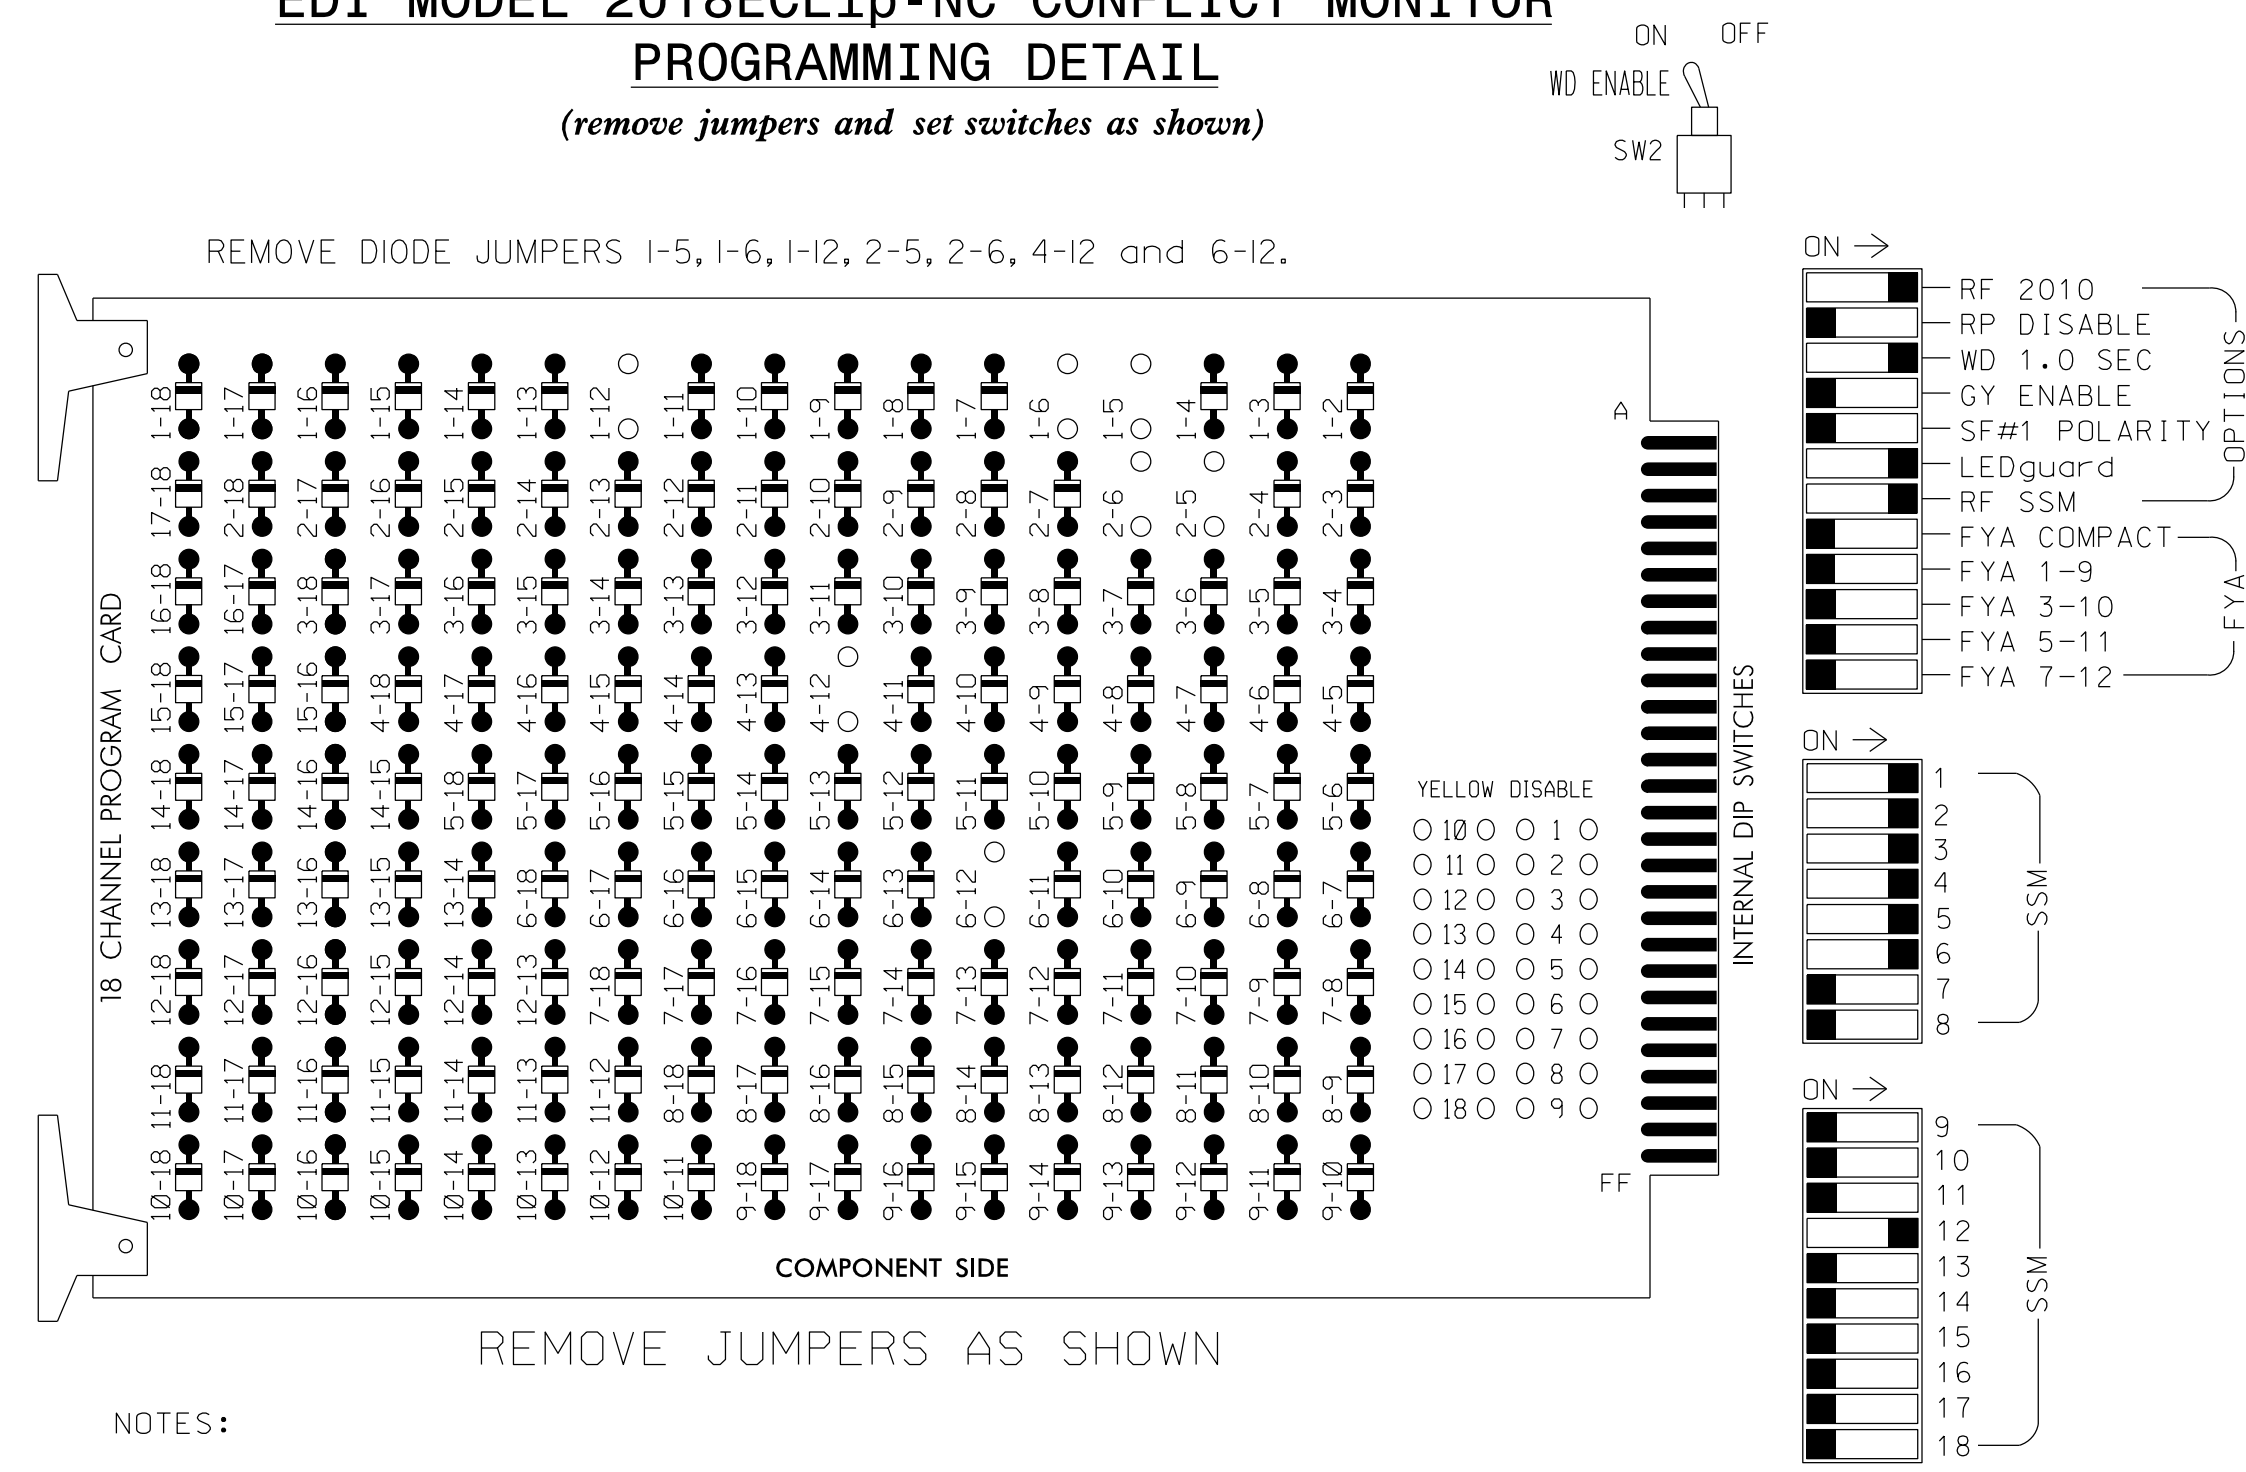 EDI MODEL 2018ECLip-NC CONFLICT MONITOR
PROGRAMMING DETAIL
(remove jumpers and set switches as shown)
ON OFF
WD ENABLE
SW2
REMOVE DIODE JUMPERS 1-5, 1-6, 1-12, 2-5, 2-6, 4-12 and 6-12.
18 CHANNEL PROGRAM CARD
1-18 1-17 1-16 1-15 1-14 1-13 1-12 1-11 1-10 1-9 1-8 1-7 1-6 1-5 1-4 1-3 1-2
17-18 2-18 2-17 2-16 2-15 2-14 2-13 2-12 2-11 2-10 2-9 2-8 2-7 2-6 2-5 2-4 2-3
16-18 16-17 3-18 3-17 3-16 3-15 3-14 3-13 3-12 3-11 3-10 3-9 3-8 3-7 3-6 3-5 3-4
15-18 15-17 15-16 4-18 4-17 4-16 4-15 4-14 4-13 4-12 4-11 4-10 4-9 4-8 4-7 4-6 4-5
14-18 14-17 14-16 14-15 5-18 5-17 5-16 5-15 5-14 5-13 5-12 5-11 5-10 5-9 5-8 5-7 5-6
13-18 13-17 13-16 13-15 13-14 6-18 6-17 6-16 6-15 6-14 6-13 6-12 6-11 6-10 6-9 6-8 6-7
12-18 12-17 12-16 12-15 12-14 12-13 7-18 7-17 7-16 7-15 7-14 7-13 7-12 7-11 7-10 7-9 7-8
11-18 11-17 11-16 11-15 11-14 11-13 11-12 8-18 8-17 8-16 8-15 8-14 8-13 8-12 8-11 8-10 8-9
10-18 10-17 10-16 10-15 10-14 10-13 10-12 10-11 9-18 9-17 9-16 9-15 9-14 9-13 9-12 9-11 9-10
A
YELLOW DISABLE
10 1
11 2
12 3
13 4
14 5
15 6
16 7
17 8
18 9
FF
COMPONENT SIDE
INTERNAL DIP SWITCHES
ON →
RF 2010
RP DISABLE
WD 1.0 SEC
GY ENABLE
SF#1 POLARITY
LEDguard
RF SSM
OPTIONS
FYA COMPACT
FYA 1-9
FYA 3-10
FYA 5-11
FYA 7-12
FYA
ON →
1
2
3
4
5
6
7
8
SSM
ON →
9
10
11
12
13
14
15
16
17
18
SSM
REMOVE JUMPERS AS SHOWN
NOTES: